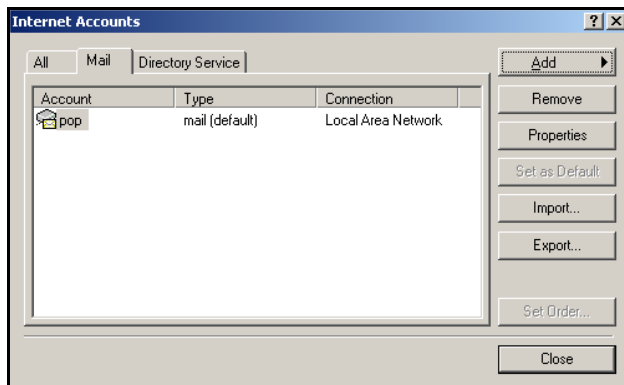 Internet Accounts
All Mail Directory Service
Add
Account Type Connection
Remove
pop mail (default) Local Area Network
Properties
Set as Default
Import...
Export...
Set Order...
Close